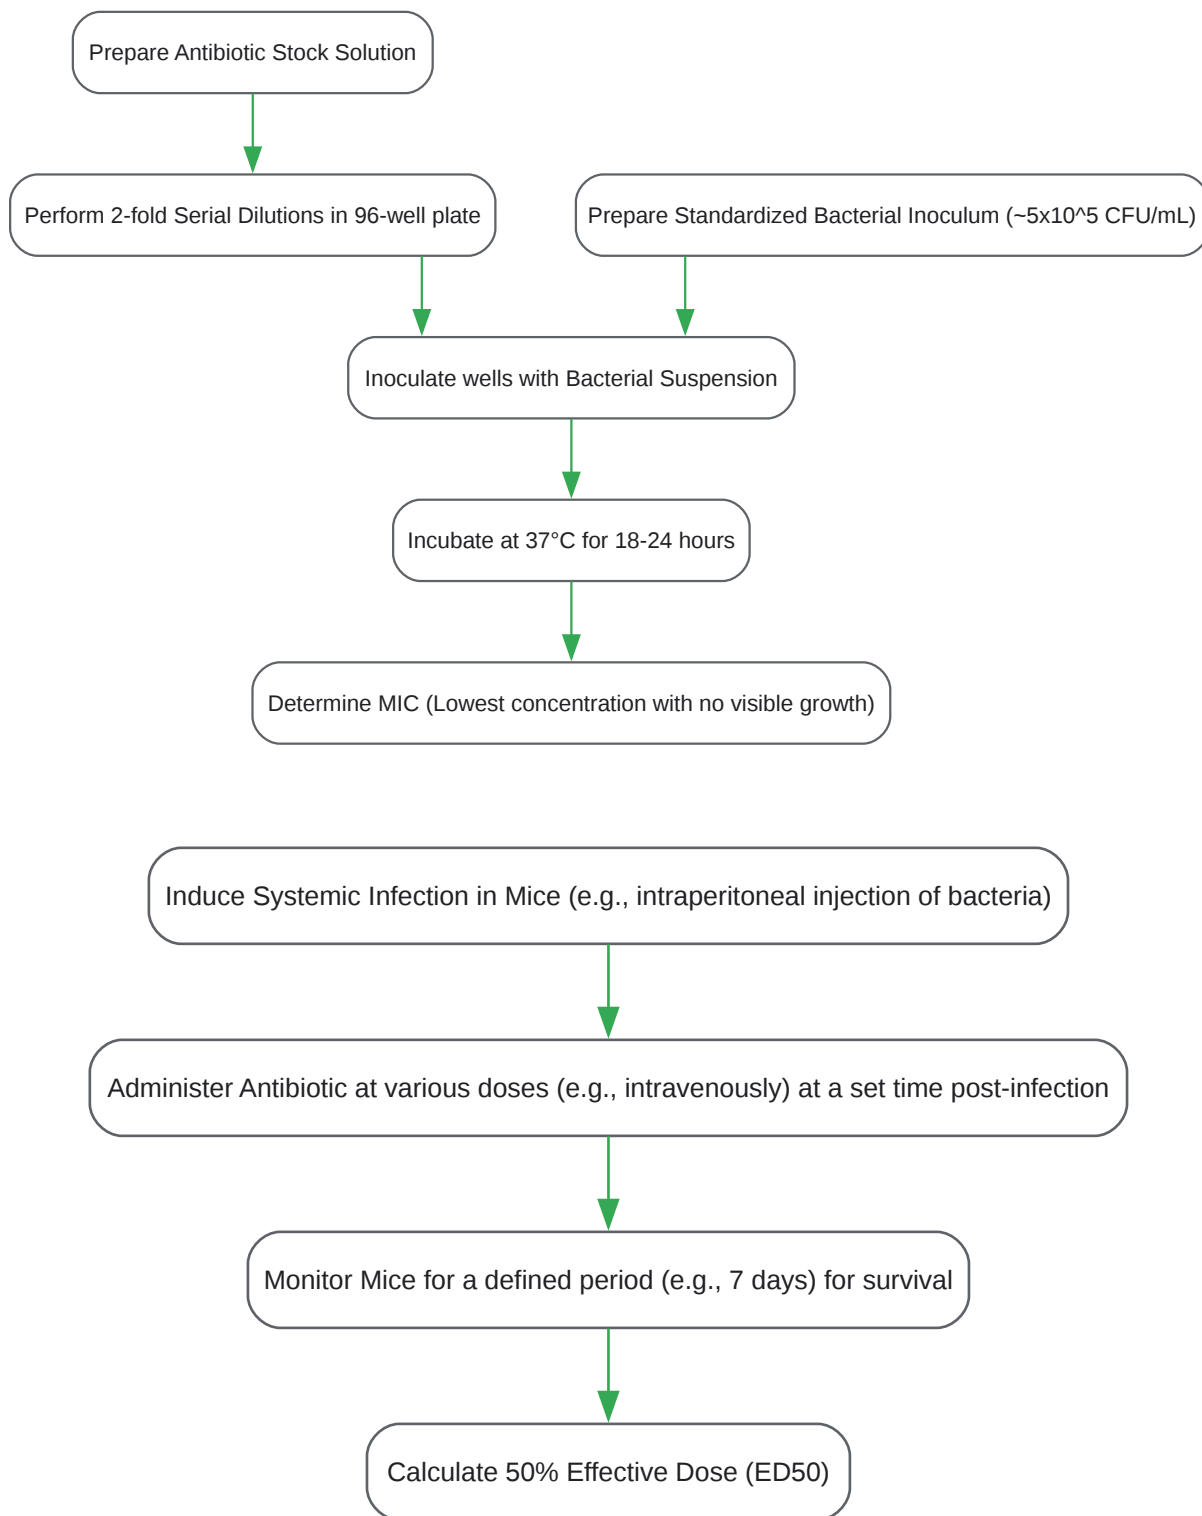 Prepare Antibiotic Stock Solution
Perform 2-fold Serial Dilutions in 96-well plate
Prepare Standardized Bacterial Inoculum (~5x10^5 CFU/mL)
Inoculate wells with Bacterial Suspension
Incubate at 37°C for 18-24 hours
Determine MIC (Lowest concentration with no visible growth)
Induce Systemic Infection in Mice (e.g., intraperitoneal injection of bacteria)
Administer Antibiotic at various doses (e.g., intravenously) at a set time post-infection
Monitor Mice for a defined period (e.g., 7 days) for survival
Calculate 50% Effective Dose (ED50)